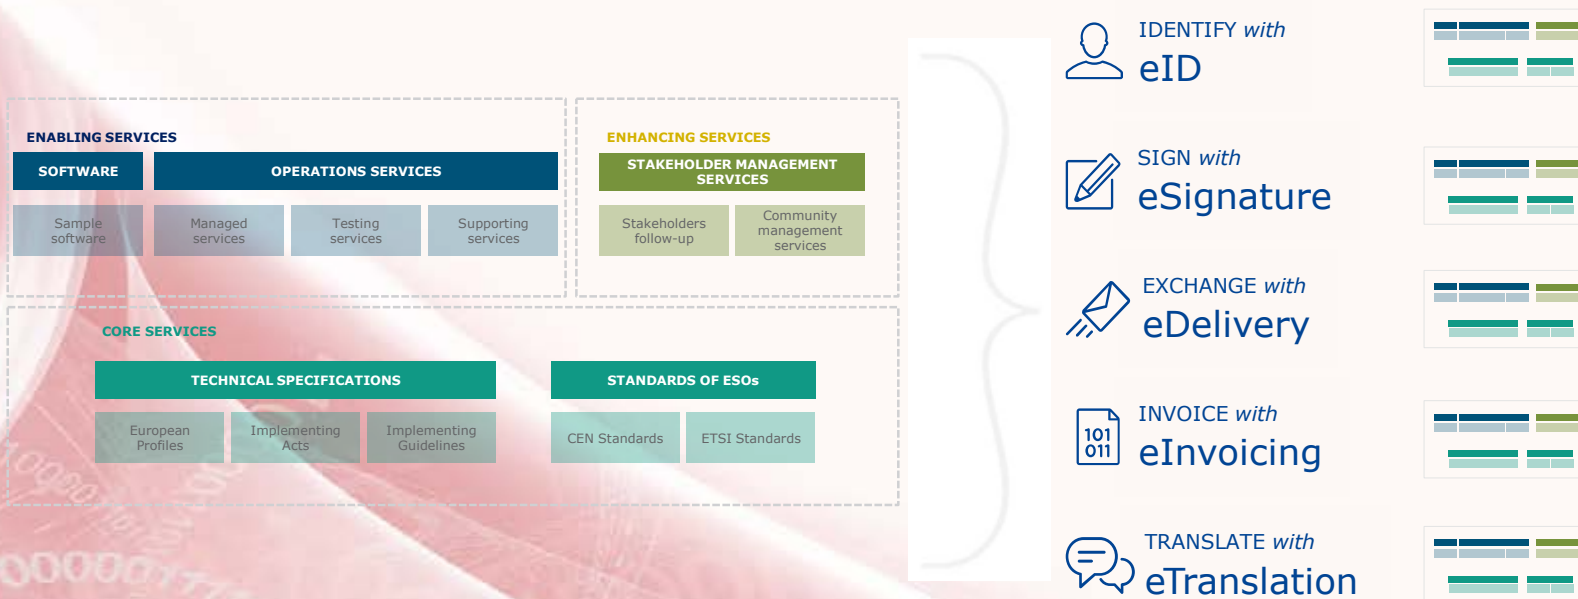 ENABLING SERVICES
SOFTWARE
OPERATIONS SERVICES
Sample
software
Managed
services
Testing
services
Supporting
services
ENHANCING SERVICES
STAKEHOLDER MANAGEMENT
SERVICES
Stakeholders
follow-up
Community
management
services
CORE SERVICES
TECHNICAL SPECIFICATIONS
European
Profiles
Implementing
Acts
Implementing
Guidelines
STANDARDS OF ESOs
CEN Standards
ETSI Standards
IDENTIFY with
eID
SIGN with
eSignature
EXCHANGE with
eDelivery
101
011
INVOICE with
eInvoicing
TRANSLATE with
eTranslation